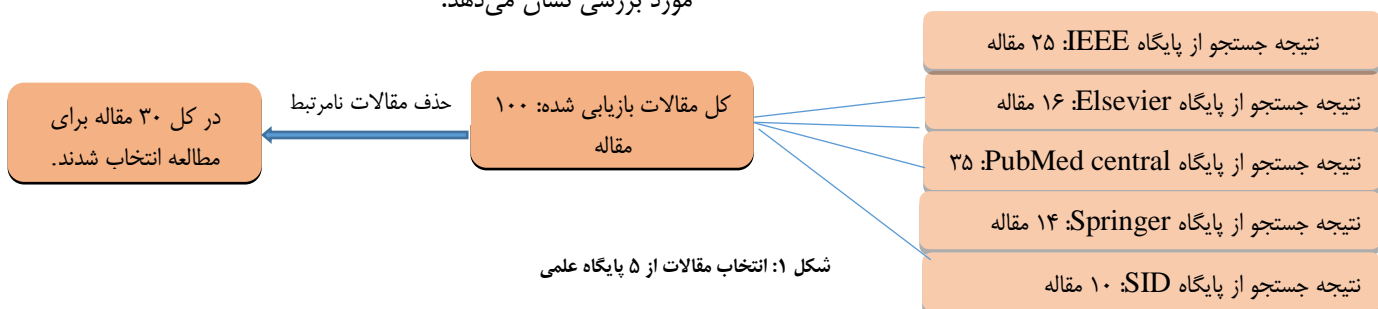 مورد بررسی نشان می‌دهد.
نتیجه جستجو از پایگاه IEEE: ۲۵ مقاله
نتیجه جستجو از پایگاه Elsevier: ۱۶ مقاله
نتیجه جستجو از پایگاه PubMed central: ۳۵
نتیجه جستجو از پایگاه Springer: ۱۴ مقاله
نتیجه جستجو از پایگاه SID: ۱۰ مقاله
کل مقالات بازیابی شده: ۱۰۰
مقاله
حذف مقالات نامرتبط
در کل ۳۰ مقاله برای
مطالعه انتخاب شدند.
شکل ۱: انتخاب مقالات از ۵ پایگاه علمی